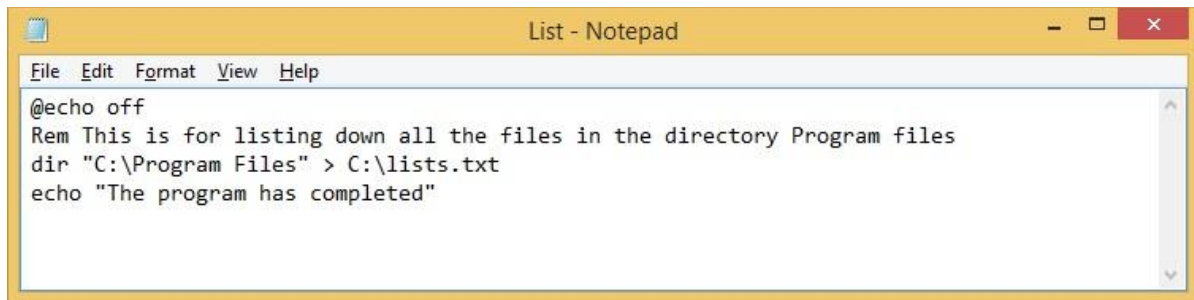 List - Notepad
File Edit Format View Help
@echo off
Rem This is for listing down all the files in the directory Program files
dir "C:\Program Files" > C:\lists.txt
echo "The program has completed"